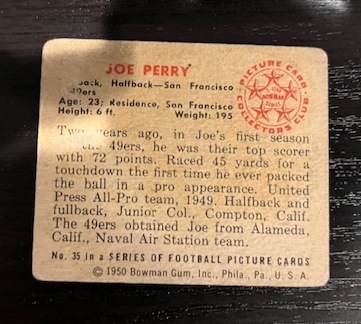 JOE PERRY
back, Halfback—San Francisco
49ers
Age: 23; Residence, San Francisco
Height: 6 ft. Weight: 195
PICTURE CARD
COLLECTORS CLUB
5 STAR
BOWMAN
Two years ago, in Joe's first season
the 49ers, he was their top scorer
with 72 points. Raced 45 yards for a
touchdown the first time he ever packed
the ball in a pro appearance. United
Press All-Pro team, 1949. Halfback and
fullback, Junior Col., Compton, Calif.
The 49ers obtained Joe from Alameda,
Calif., Naval Air Station team.
No. 35 in a SERIES OF FOOTBALL PICTURE CARDS
©1950 Bowman Gum, Inc., Phila., Pa., U. S. A.